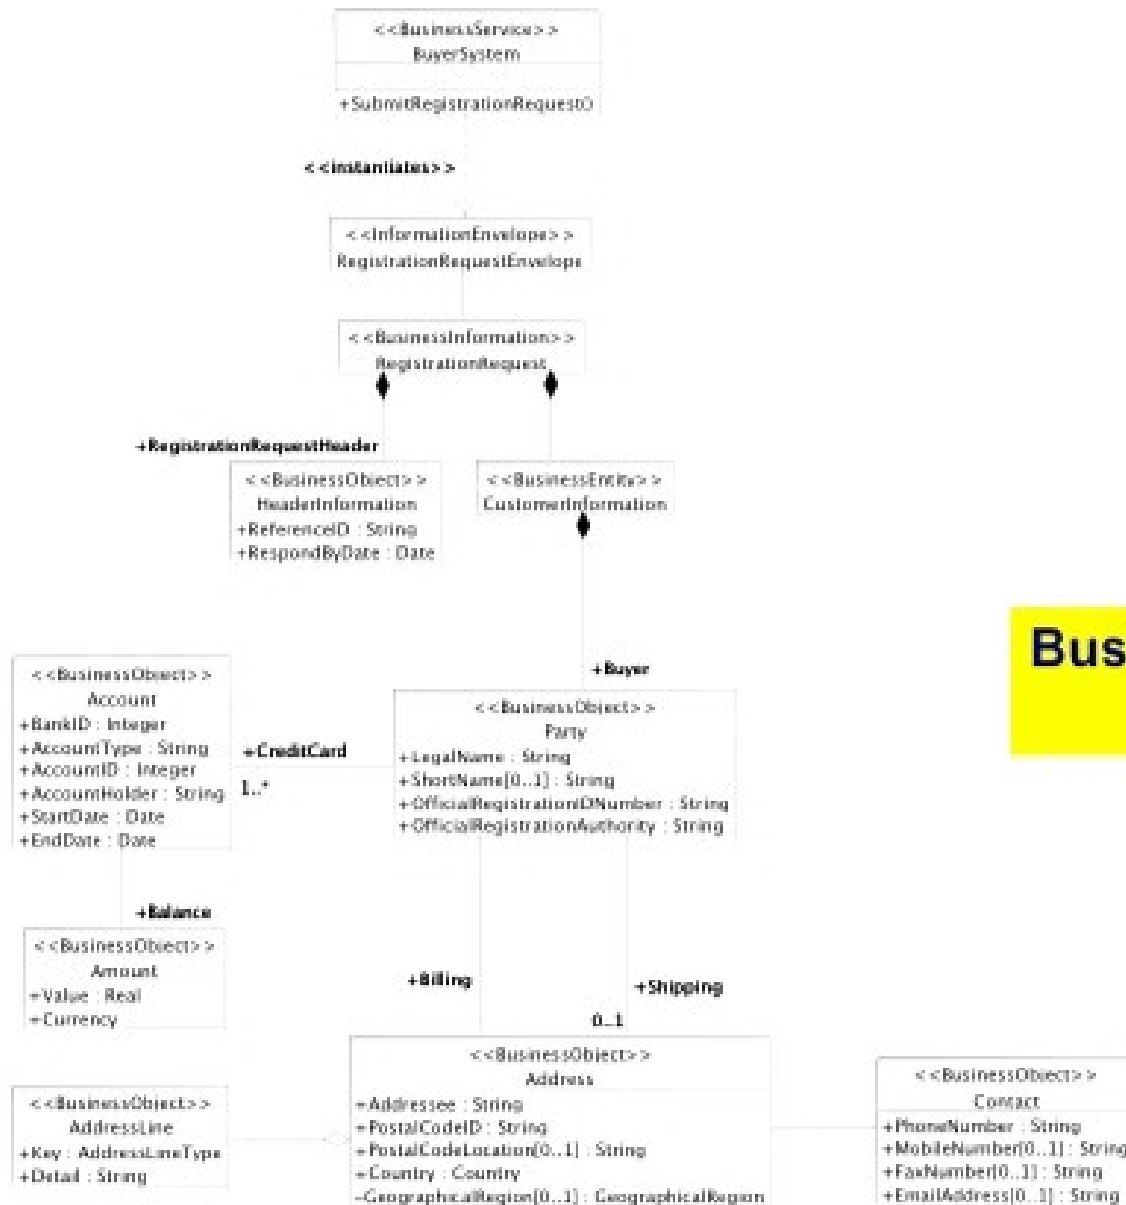 <<BusinessService>>
BuyerSystem
+SubmitRegistrationRequest()
<<instantiates>>
<<InformationEnvelope>>
RegistrationRequestEnvelope
<<BusinessInformation>>
RegistrationRequest
+RegistrationRequestHeader
<<BusinessObject>>
HeaderInformation
+ReferenceID : String
+RespondByDate : Date
<<BusinessEntity>>
CustomerInformation
Bus
+Buyer
<<BusinessObject>>
Account
+BankID : Integer
+AccountType : String
+AccountID : Integer
+AccountHolder : String
+StartDate : Date
+EndDate : Date
+CreditCard
1..*
<<BusinessObject>>
Party
+LegalName : String
+ShortName[0..1] : String
+OfficialRegistrationIDNumber : String
+OfficialRegistrationAuthority : String
+Balance
<<BusinessObject>>
Amount
+Value : Real
+Currency
+Billing
+Shipping
0..1
<<BusinessObject>>
AddressLine
+Key : AddressLineType
+Detail : String
<<BusinessObject>>
Address
+Addressee : String
+PostalCodeID : String
+PostalCodeLocation[0..1] : String
+Country : Country
-GeographicalRegion[0..1] : GeographicalRegion
<<BusinessObject>>
Contact
+PhoneNumber : String
+MobileNumber[0..1] : String
+FaxNumber[0..1] : String
+EmailAddress[0..1] : String